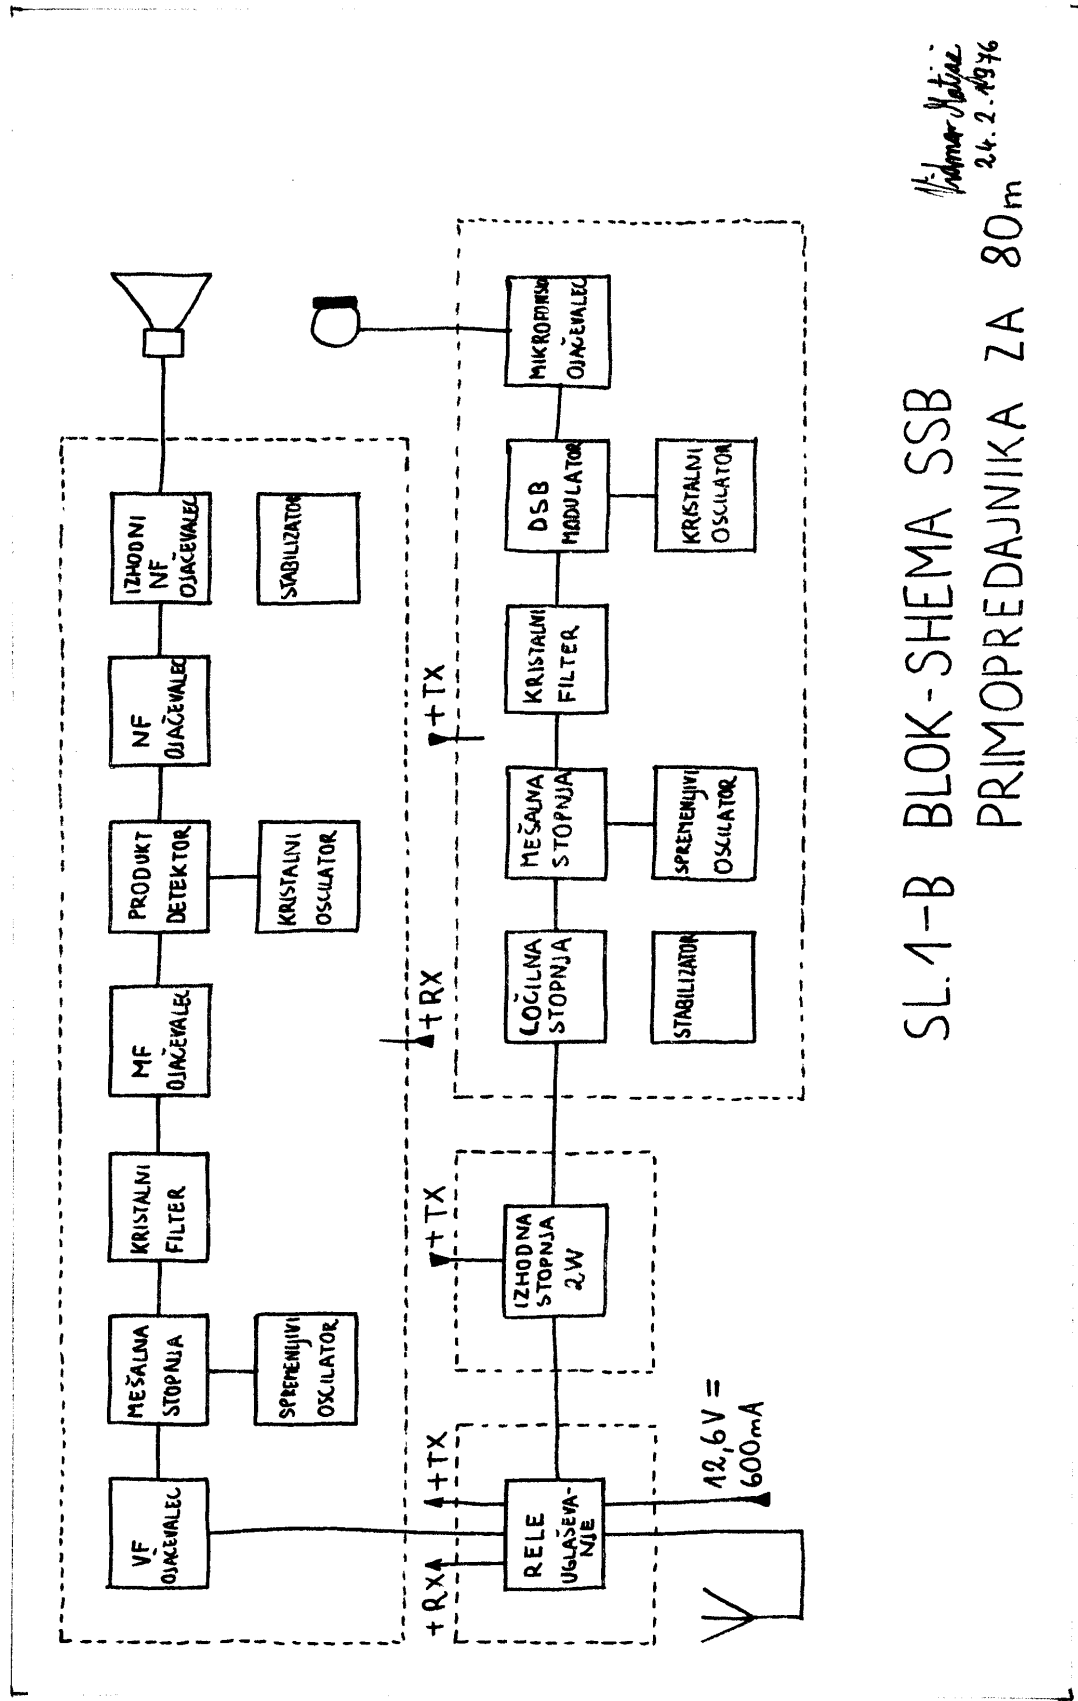 VF
OJAČEVALEC
MEŠALNA
STOPNJA
KRISTALNI
FILTER
MF
OJAČEVALEC
PRODUKT
DETEKTOR
NF
OJAČEVALEC
IZHODNI
NF
OJAČEVALEC
SPREMENLJIVI
OSCILATOR
KRISTALNI
OSCILATOR
STABILIZATOR
+RX
+TX
+TX
+RX
+TX
RELE
UGLAŠEVA-
NJE
IZHODNA
STOPNJA
2W
LOČILNA
STOPNJA
MEŠALNA
STOPNJA
KRISTALNI
FILTER
DSB
MODULATOR
MIKROFONSKI
OJAČEVALEC
STABILIZATOR
SPREMENLJIVI
OSCILATOR
KRISTALNI
OSCILATOR
12,6V =
600mA
SL.1-B BLOK-SHEMA SSB
PRIMOPREDAJNIKA ZA 80m
Vidmar Matjaž
24.2.1976